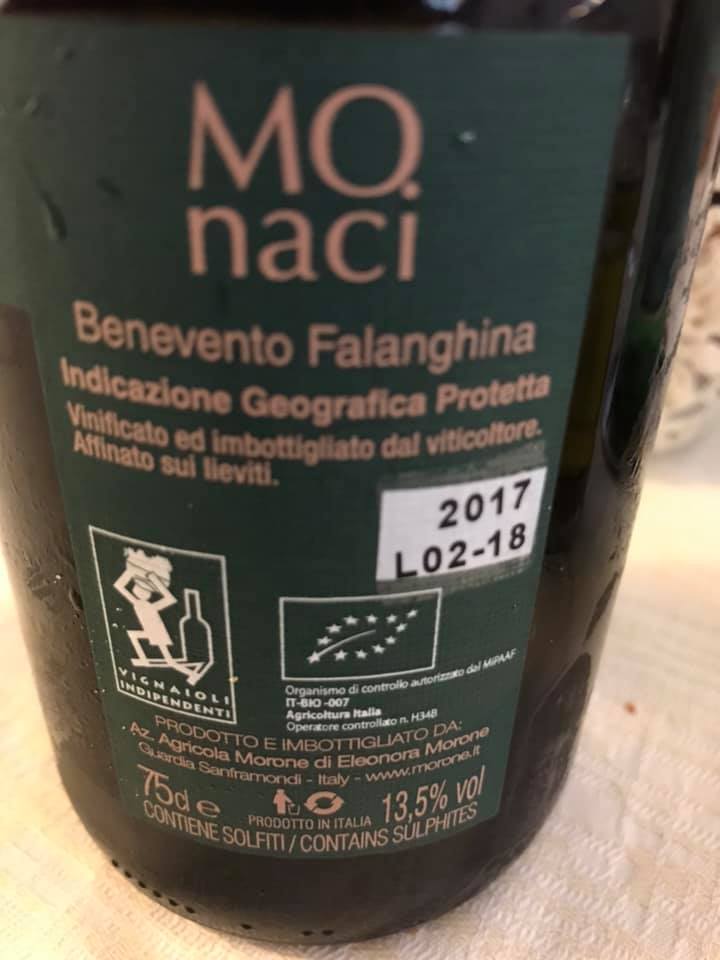 MO
naci
Benevento Falanghina
Indicazione Geografica Protetta
Vinificato ed imbottigliato dal viticoltore.
Affinato sui lieviti.
2017
L02-18
VIGNAIOLI
INDIPENDENTI
Organismo di controllo autorizzato dal MiPAAF
IT-BIO-007
Agricoltura Italia
Operatore controllato n. H34B
PRODOTTO E IMBOTTIGLIATO DA:
Az. Agricola Morone di Eleonora Morone
Guardia Sanframondi - Italy - www.morone.it
75cl e
PRODOTTO IN ITALIA
13,5% vol
CONTIENE SOLFITI / CONTAINS SULPHITES